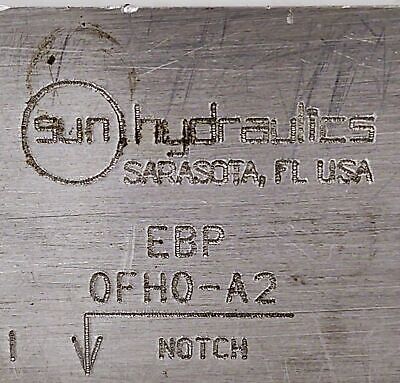 sun hydraulics
SARASOTA, FL USA
EBP
OFHO-A2
NOTCH